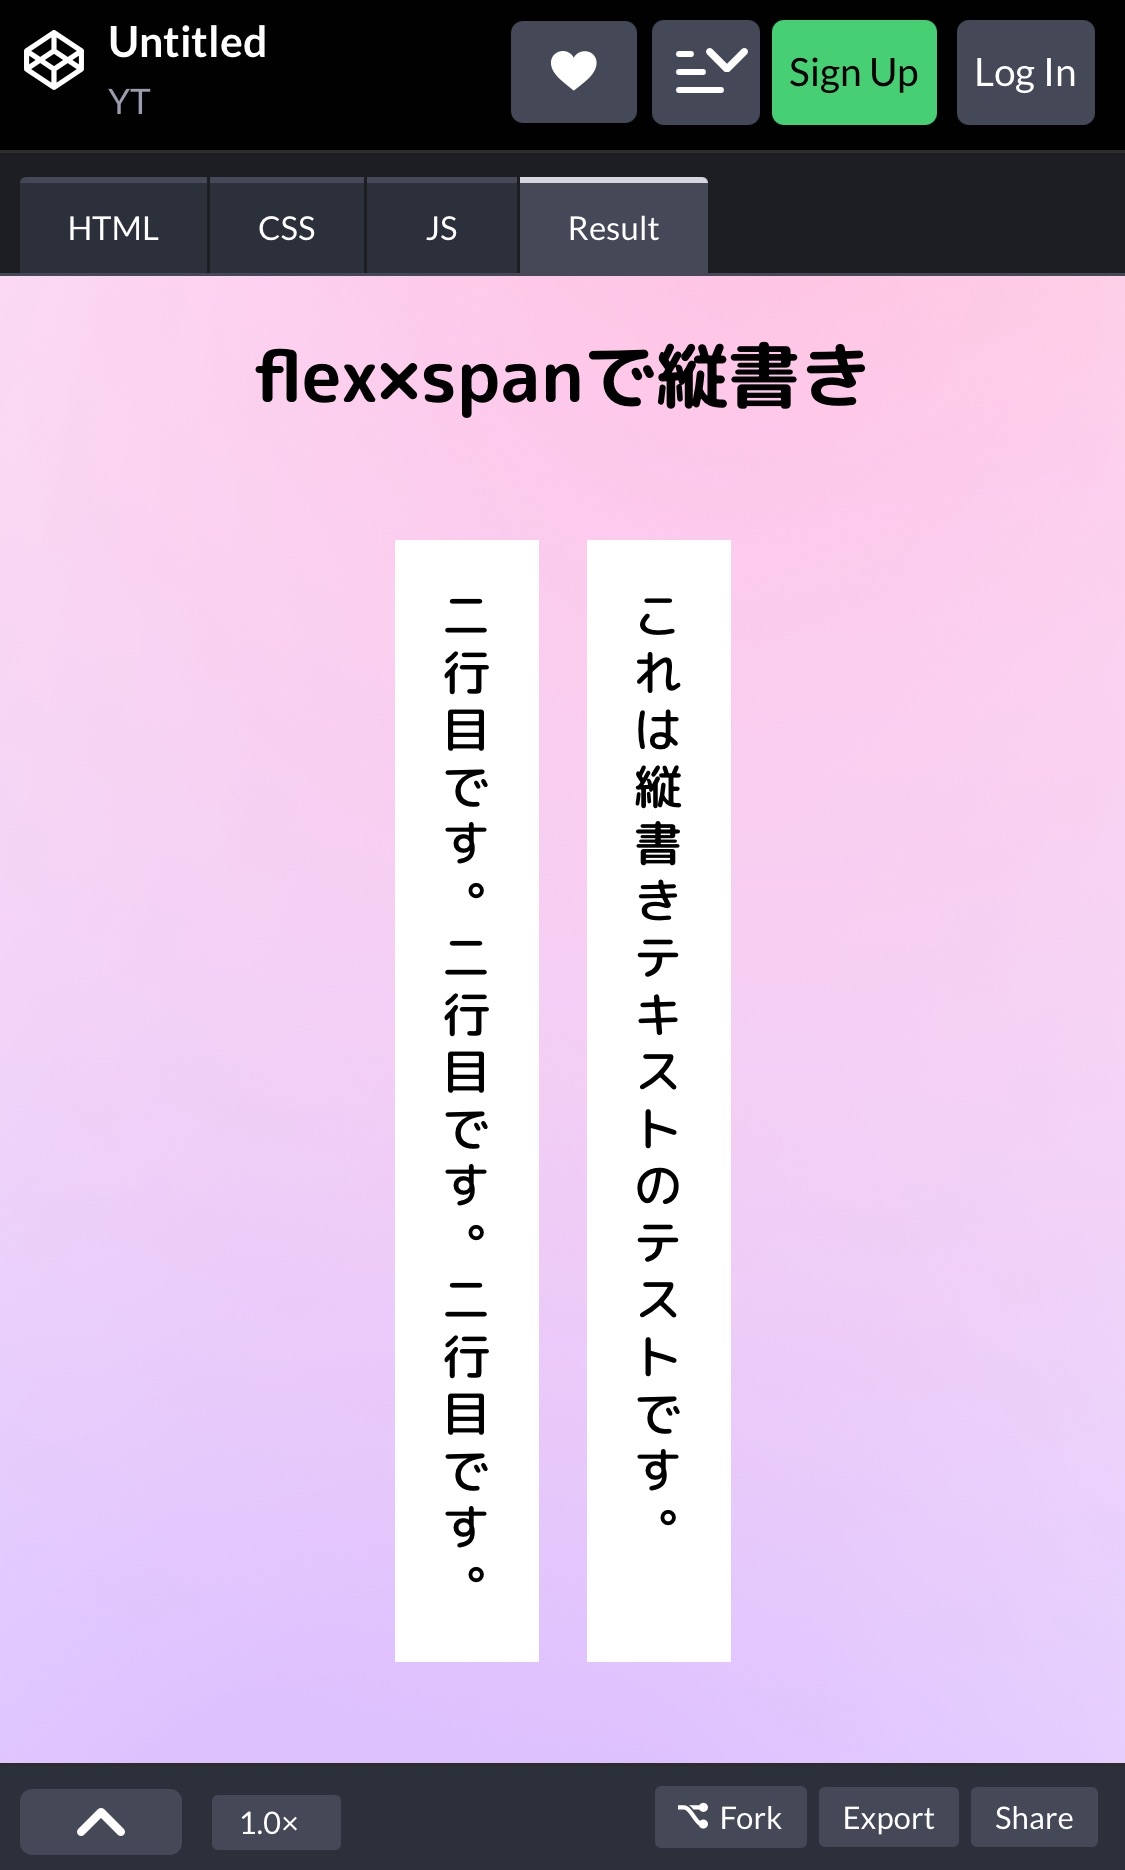 Untitled
YT
Sign Up
Log In
HTML
CSS
JS
Result
flex×spanで縦書き
これは縦書きテキストのテストです。
二行目です。二行目です。二行目です。
1.0×
Fork
Export
Share